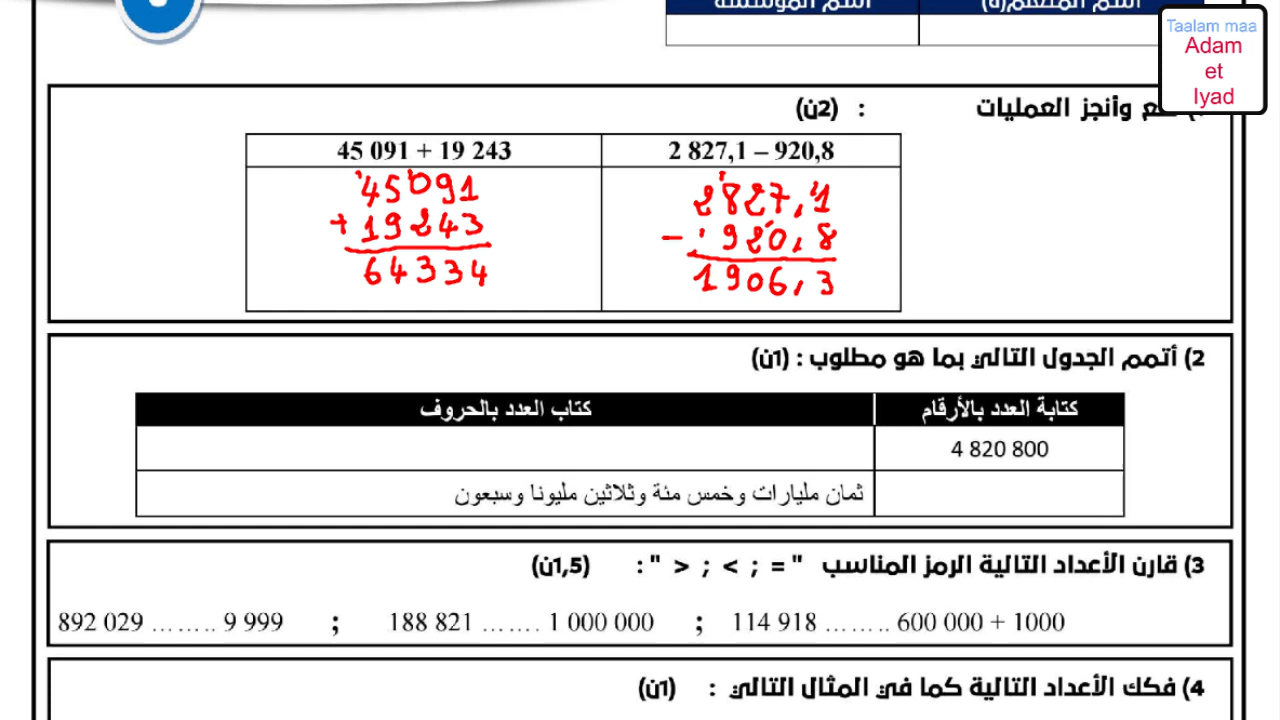 اسم المتعلم(ة) اسم المؤسسة
Taalam maa
Adam
et
Iyad
وأنجز العمليات : (2ن)
2 827,1 – 920,8 45 091 + 19 243
2827,1 45091
- 920,8 + 19243
1906,3 64334
2) أتمم الجدول التالي بما هو مطلوب : (1ن)
كتابة العدد بالأرقام كتاب العدد بالحروف
4 820 800
ثمان مليارات وخمس مئة وثلاثين مليونا وسبعون
3) قارن الأعداد التالية الرمز المناسب " = ; < ; > " : (1,5ن)
892 029 …….. 9 999 ; 188 821 ……. 1 000 000 ; 114 918 …….. 600 000 + 1000
4) فكك الأعداد التالية كما في المثال التالي : (1ن)